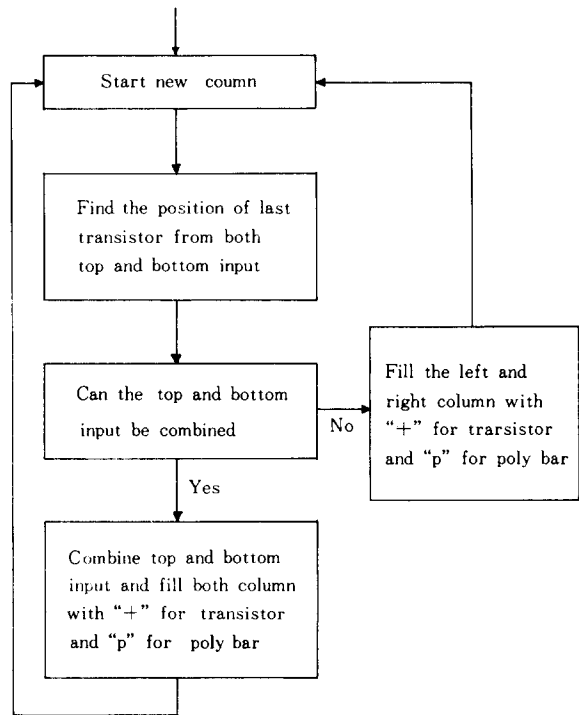 Start new coumn
Find the position of last
transistor from both
top and bottom input
Can the top and bottom
input be combined
No
Fill the left and
right column with
“+” for trarsistor
and “p” for poly bar
Yes
Combine top and bottom
input and fill both column
with “+” for transistor
and “p” for poly bar